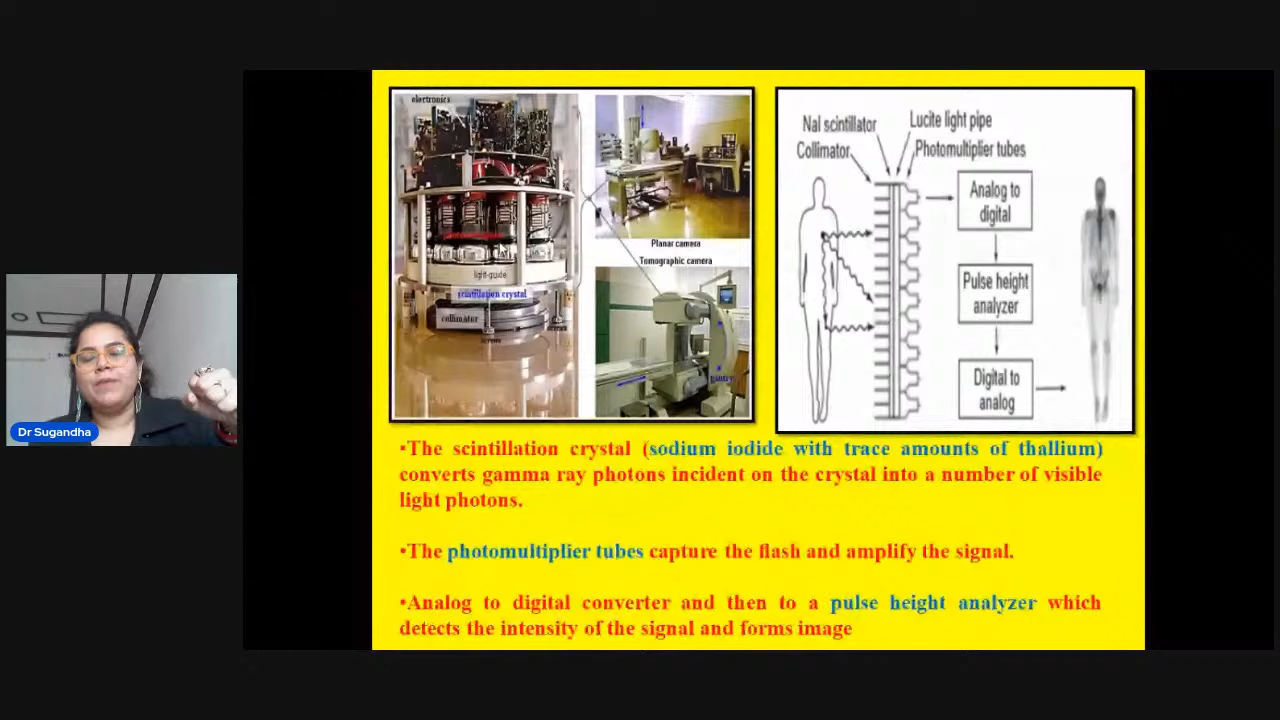 electronics
light-guide
scintillation crystal
collimator
Planar camera
Tomographic camera
NaI scintillator
Collimator
Lucite light pipe
Photomultiplier tubes
Analog to
digital
Pulse height
analyzer
Digital to
analog
Dr Sugandha
•The scintillation crystal (sodium iodide with trace amounts of thallium)
converts gamma ray photons incident on the crystal into a number of visible
light photons.
•The photomultiplier tubes capture the flash and amplify the signal.
•Analog to digital converter and then to a pulse height analyzer which
detects the intensity of the signal and forms image